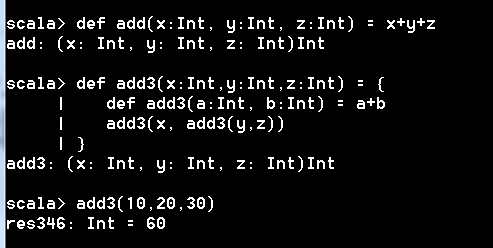 scala> def add(x:Int, y:Int, z:Int) = x+y+z
add: (x: Int, y: Int, z: Int)Int
scala> def add3(x:Int,y:Int,z:Int) = {
|    def add3(a:Int, b:Int) = a+b
|    add3(x, add3(y,z))
| }
add3: (x: Int, y: Int, z: Int)Int
scala> add3(10,20,30)
res346: Int = 60